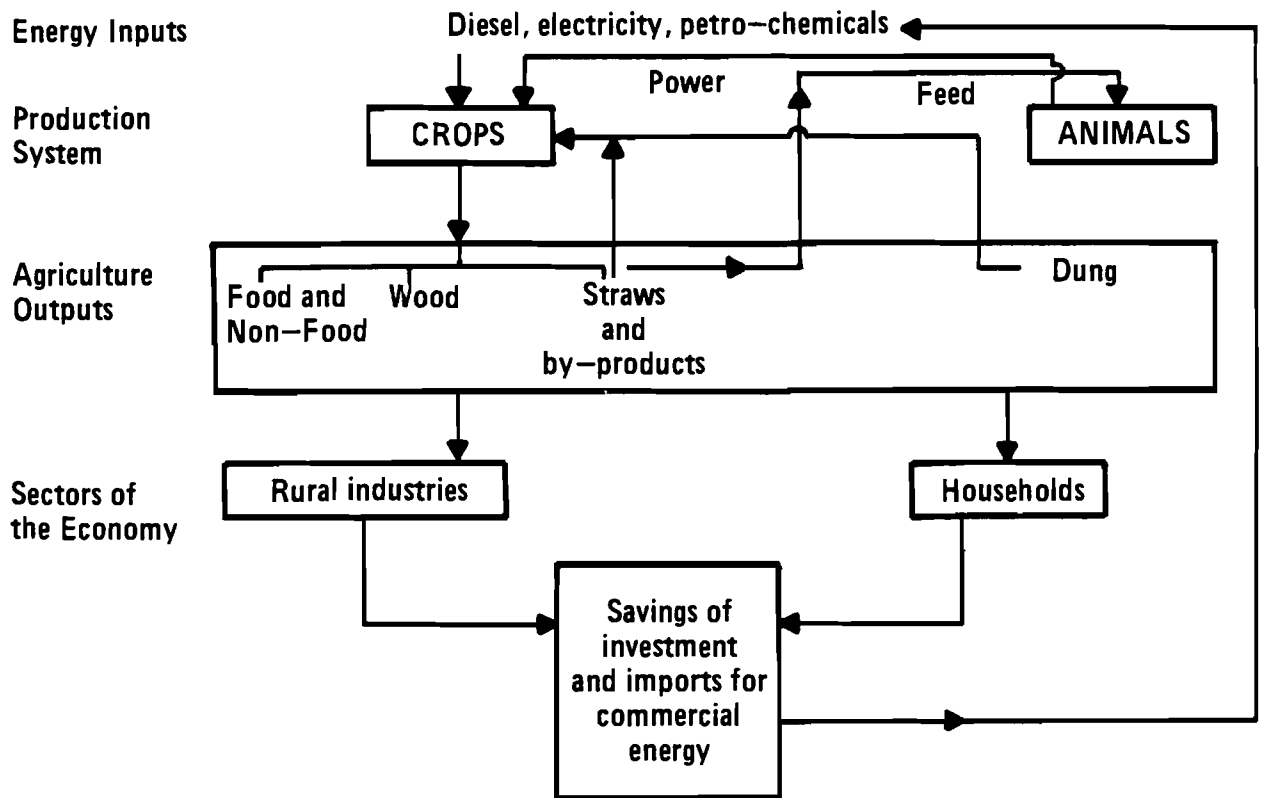 Energy Inputs
Diesel, electricity, petro–chemicals
Power
Feed
Production
System
CROPS
ANIMALS
Agriculture
Outputs
Food and
Non–Food
Wood
Straws
and
by–products
Dung
Sectors of
the Economy
Rural industries
Households
Savings of
investment
and imports for
commercial
energy